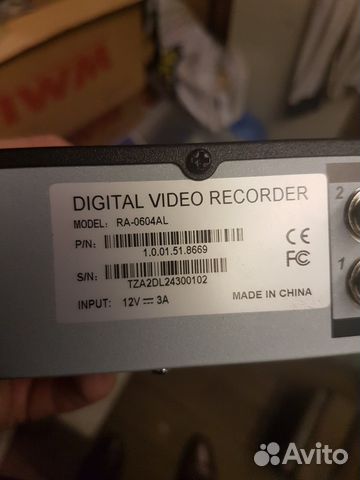 IWM
DIGITAL VIDEO RECORDER
MODEL: RA-0604AL
P/N:
1.0.01.51.8669
S/N:
TZA2DL24300102
INPUT: 12V⎓3A
MADE IN CHINA
CE
FC
2
1
Avito